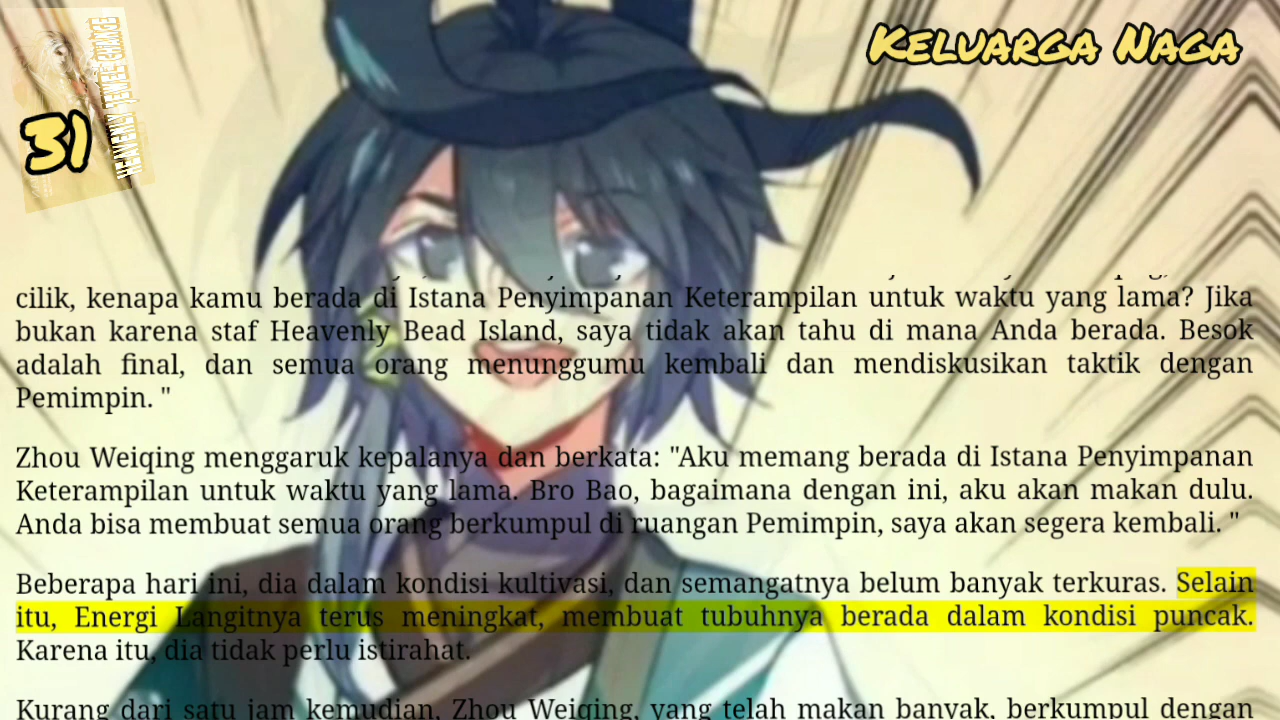 Keluarga Naga
HEAVENLY JEWEL CHANGE
31
cilik, kenapa kamu berada di Istana Penyimpanan Keterampilan untuk waktu yang lama? Jika
bukan karena staf Heavenly Bead Island, saya tidak akan tahu di mana Anda berada. Besok
adalah final, dan semua orang menunggumu kembali dan mendiskusikan taktik dengan
Pemimpin. "
Zhou Weiqing menggaruk kepalanya dan berkata: "Aku memang berada di Istana Penyimpanan
Keterampilan untuk waktu yang lama. Bro Bao, bagaimana dengan ini, aku akan makan dulu.
Anda bisa membuat semua orang berkumpul di ruangan Pemimpin, saya akan segera kembali. "
Beberapa hari ini, dia dalam kondisi kultivasi, dan semangatnya belum banyak terkuras. Selain
itu, Energi Langitnya terus meningkat, membuat tubuhnya berada dalam kondisi puncak.
Karena itu, dia tidak perlu istirahat.
Kurang dari satu jam kemudian, Zhou Weiqing, yang telah makan banyak, berkumpul dengan